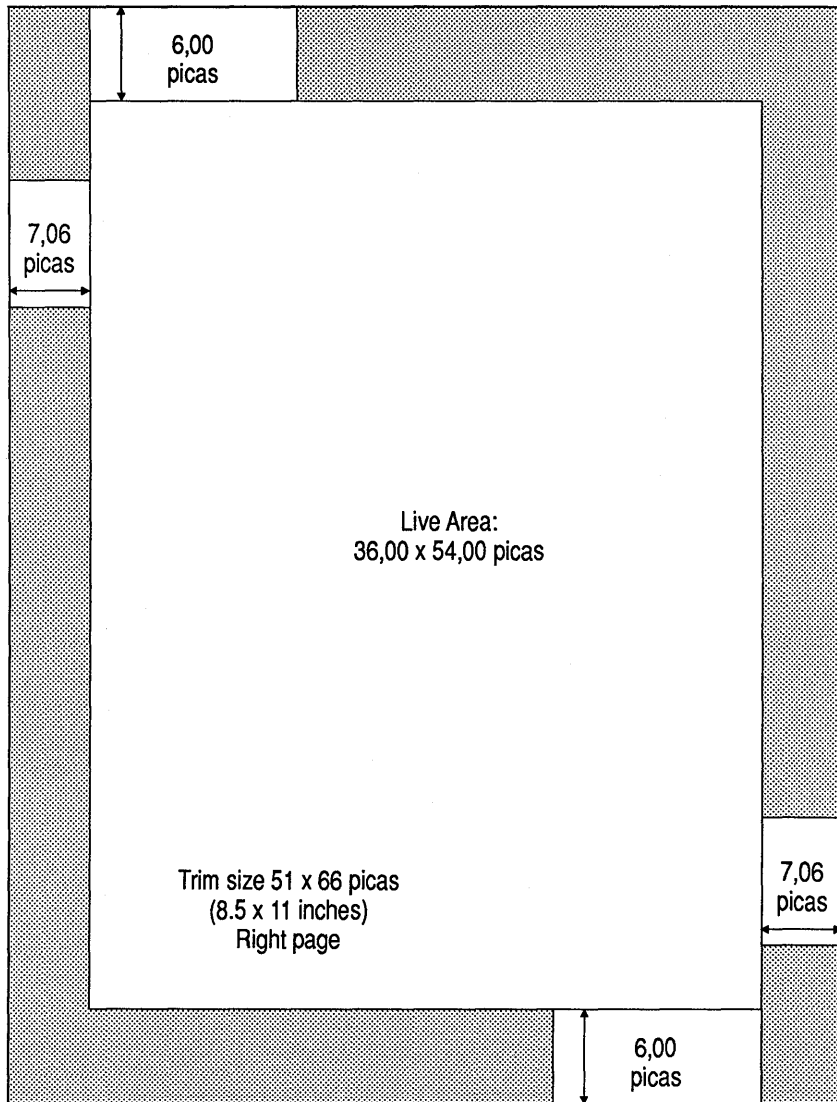 6,00
picas
7,06
picas
Live Area:
36,00 x 54,00 picas
Trim size 51 x 66 picas
(8.5 x 11 inches)
Right page
7,06
picas
6,00
picas